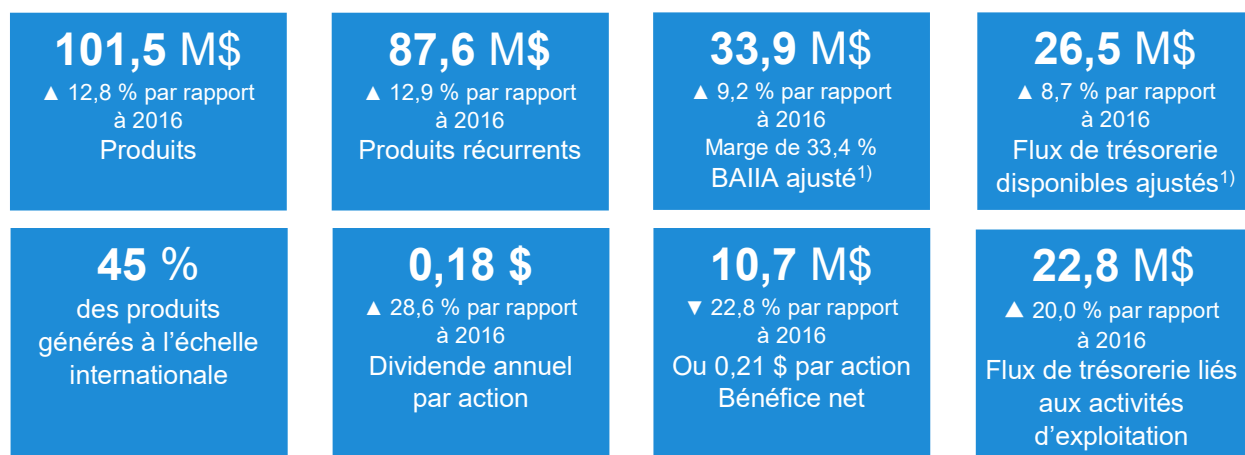 101,5 M$
▲ 12,8 % par rapport
à 2016
Produits
87,6 M$
▲ 12,9 % par rapport
à 2016
Produits récurrents
33,9 M$
▲ 9,2 % par rapport
à 2016
Marge de 33,4 %
BAIIA ajusté1)
26,5 M$
▲ 8,7 % par rapport
à 2016
Flux de trésorerie
disponibles ajustés1)
45 %
des produits
générés à l’échelle
internationale
0,18 $
▲ 28,6 % par rapport
à 2016
Dividende annuel
par action
10,7 M$
▼ 22,8 % par rapport
à 2016
Ou 0,21 $ par action
Bénéfice net
22,8 M$
▲ 20,0 % par rapport
à 2016
Flux de trésorerie liés
aux activités
d’exploitation